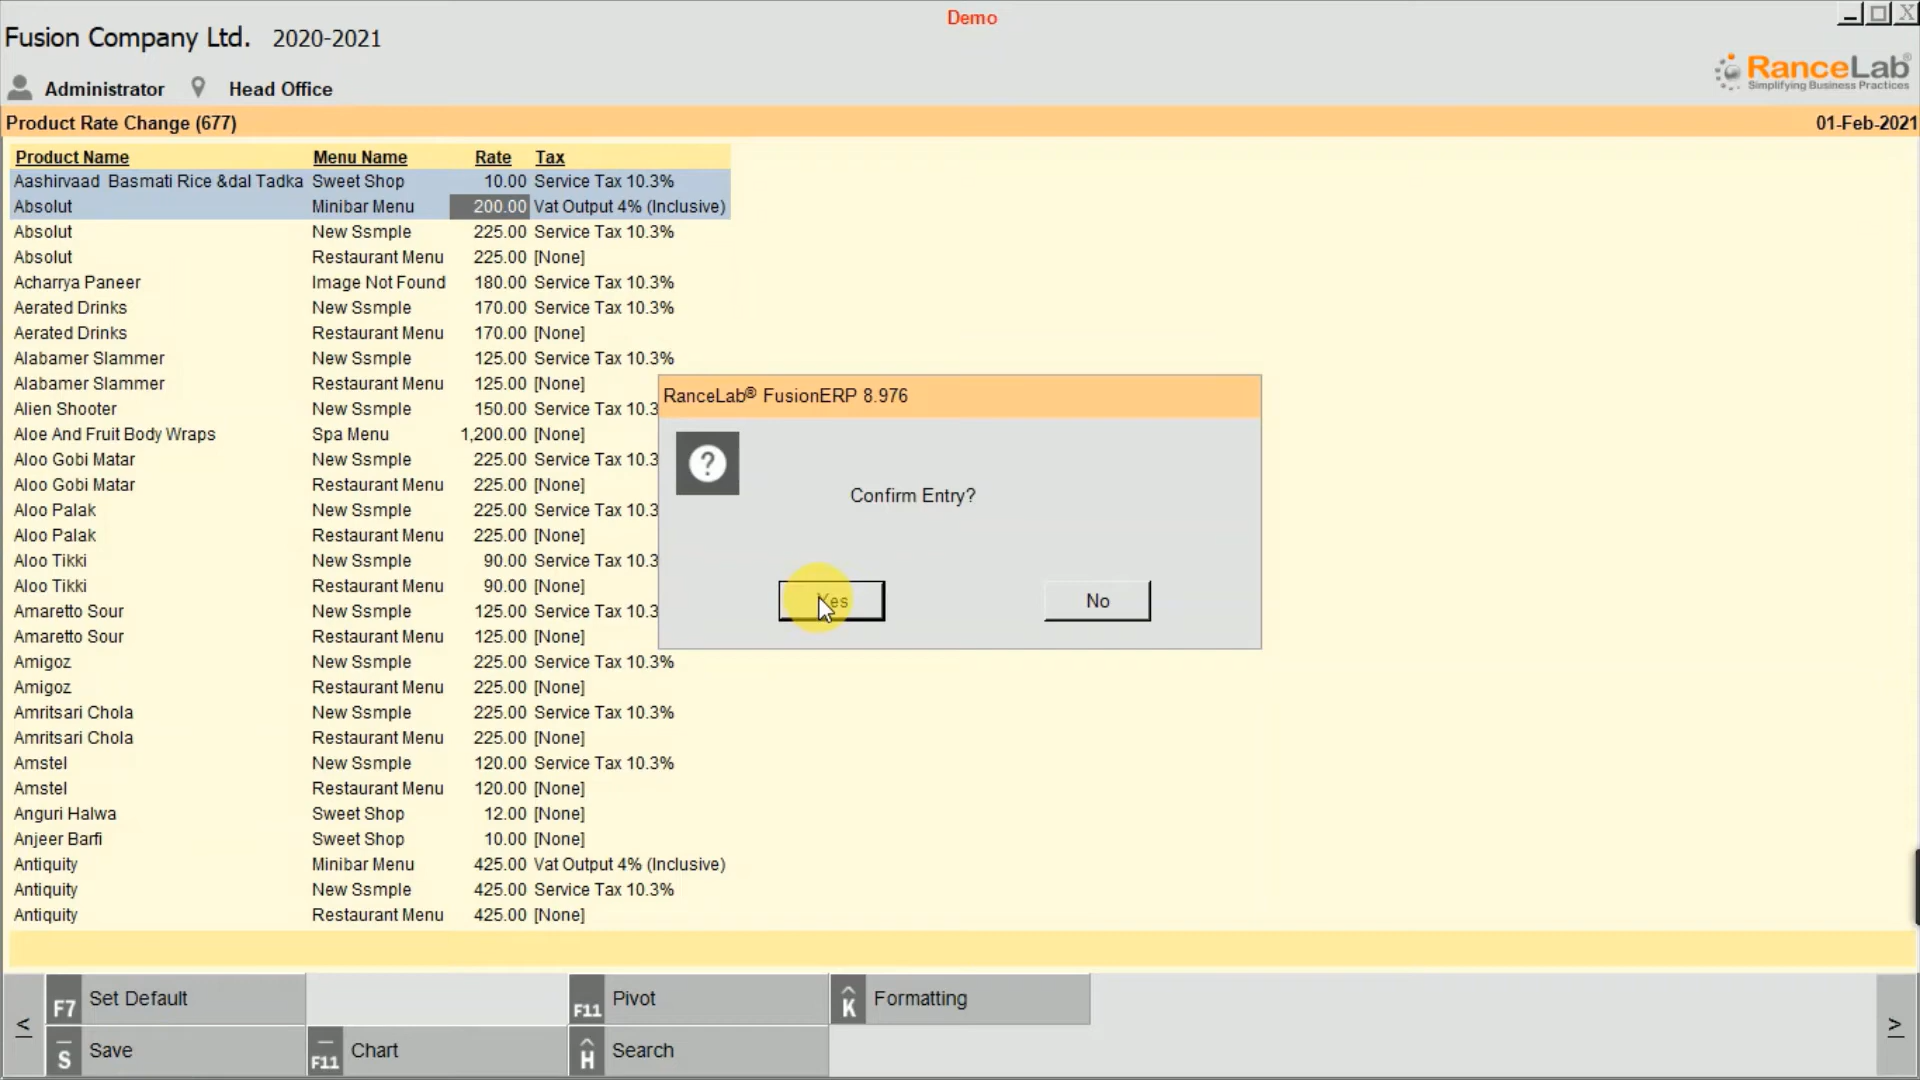 Demo
Fusion Company Ltd. 2020-2021
Administrator Head Office
RanceLab®
Simplifying Business Practices
Product Rate Change (677) 01-Feb-2021
Product Name Menu Name Rate Tax
Aashirvaad Basmati Rice &dal Tadka Sweet Shop 10.00 Service Tax 10.3%
Absolut Minibar Menu 200.00 Vat Output 4% (Inclusive)
Absolut New Ssmple 225.00 Service Tax 10.3%
Absolut Restaurant Menu 225.00 [None]
Acharrya Paneer Image Not Found 180.00 Service Tax 10.3%
Aerated Drinks New Ssmple 170.00 Service Tax 10.3%
Aerated Drinks Restaurant Menu 170.00 [None]
Alabamer Slammer New Ssmple 125.00 Service Tax 10.3%
Alabamer Slammer Restaurant Menu 125.00 [None]
Alien Shooter New Ssmple 150.00 Service Tax 10.3
Aloe And Fruit Body Wraps Spa Menu 1,200.00 [None]
Aloo Gobi Matar New Ssmple 225.00 Service Tax 10.3
Aloo Gobi Matar Restaurant Menu 225.00 [None]
Aloo Palak New Ssmple 225.00 Service Tax 10.3
Aloo Palak Restaurant Menu 225.00 [None]
Aloo Tikki New Ssmple 90.00 Service Tax 10.3
Aloo Tikki Restaurant Menu 90.00 [None]
Amaretto Sour New Ssmple 125.00 Service Tax 10.3
Amaretto Sour Restaurant Menu 125.00 [None]
Amigoz New Ssmple 225.00 Service Tax 10.3%
Amigoz Restaurant Menu 225.00 [None]
Amritsari Chola New Ssmple 225.00 Service Tax 10.3%
Amritsari Chola Restaurant Menu 225.00 [None]
Amstel New Ssmple 120.00 Service Tax 10.3%
Amstel Restaurant Menu 120.00 [None]
Anguri Halwa Sweet Shop 12.00 [None]
Anjeer Barfi Sweet Shop 10.00 [None]
Antiquity Minibar Menu 425.00 Vat Output 4% (Inclusive)
Antiquity New Ssmple 425.00 Service Tax 10.3%
Antiquity Restaurant Menu 425.00 [None]
RanceLab® FusionERP 8.976
?
Confirm Entry?
Yes No
F7 Set Default F11 Pivot K Formatting
< >
S Save F11 Chart H Search